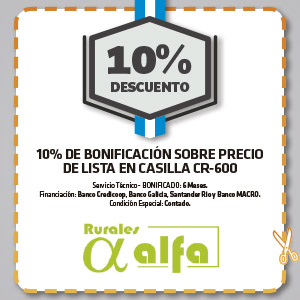 10%
DESCUENTO
10% DE BONIFICACIÓN SOBRE PRECIO
DE LISTA EN CASILLA CR-600
Servicio Técnico - BONIFICADO: 6 Meses.
Financiación: Banco Credicoop, Banco Galicia, Santander Río y Banco MACRO.
Condición Especial: Contado.
Rurales
α alfa